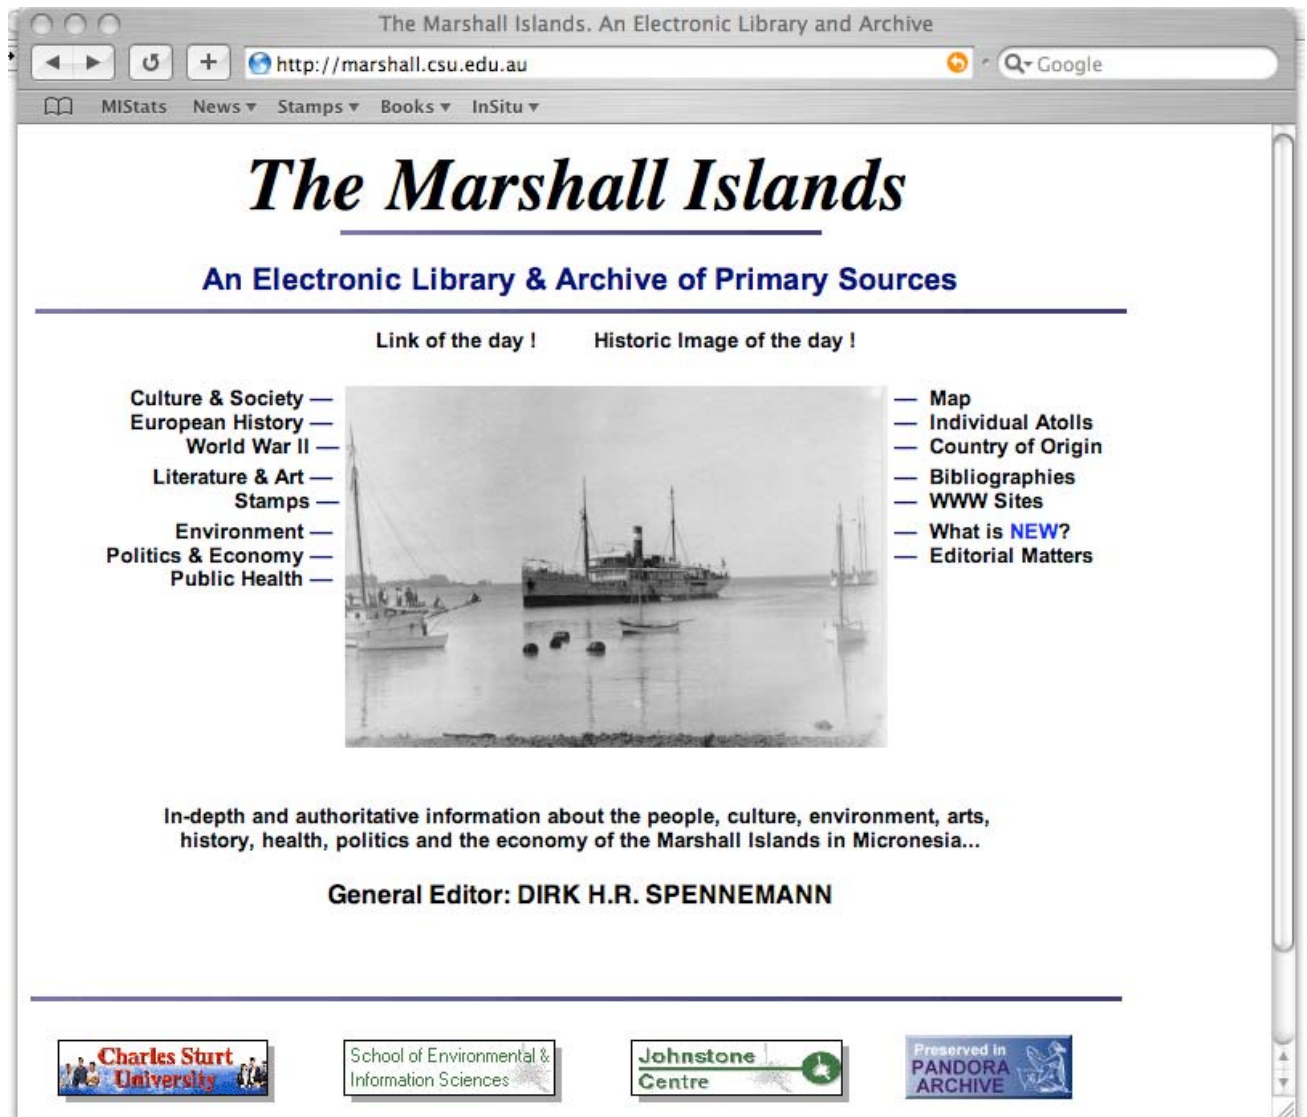 The Marshall Islands. An Electronic Library and Archive
http://marshall.csu.edu.au
Google
MIStats News Stamps Books InSitu
The Marshall Islands
An Electronic Library & Archive of Primary Sources
Link of the day ! Historic Image of the day !
Culture & Society —
European History —
World War II —
Literature & Art —
Stamps —
Environment —
Politics & Economy —
Public Health —
— Map
— Individual Atolls
— Country of Origin
— Bibliographies
— WWW Sites
— What is NEW?
— Editorial Matters
In-depth and authoritative information about the people, culture, environment, arts,
history, health, politics and the economy of the Marshall Islands in Micronesia...
General Editor: DIRK H.R. SPENNEMANN
Charles Sturt
University
School of Environmental &
Information Sciences
Johnstone
Centre
Preserved in
PANDORA
ARCHIVE